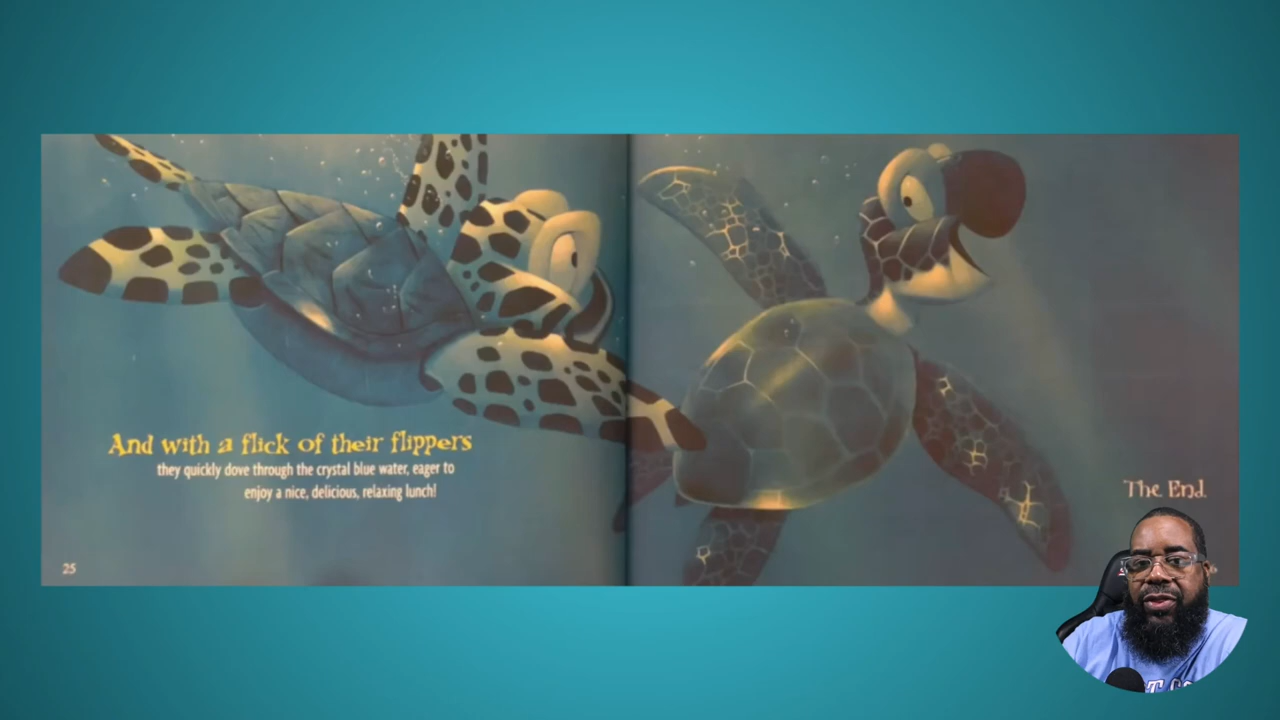 And with a flick of their flippers
they quickly dove through the crystal blue water, eager to
enjoy a nice, delicious, relaxing lunch!
The End.
25